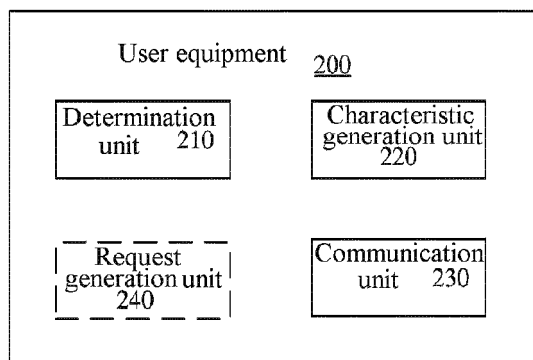 User equipment 200
Determination
unit 210
Characteristic
generation unit
220
Request
generation unit
240
Communication
unit 230